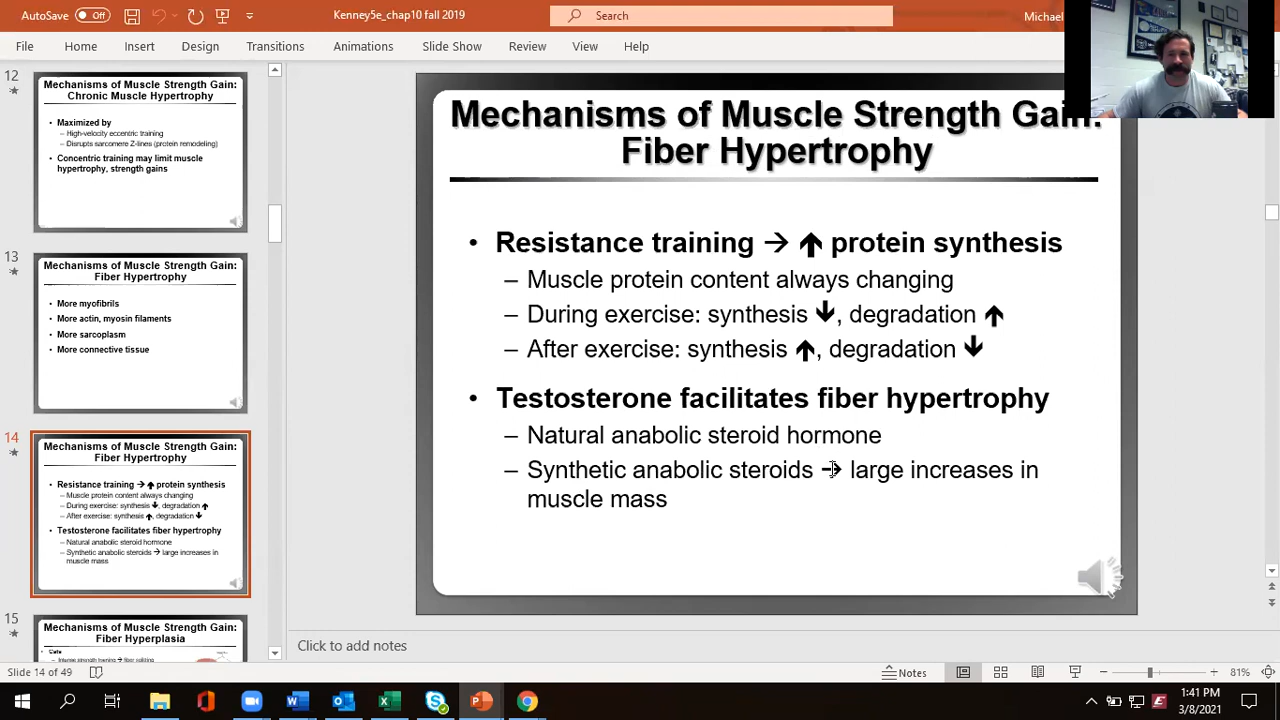 AutoSave Off
Kenney5e_chap10 fall 2019
Search
Michael
File Home Insert Design Transitions Animations Slide Show Review View Help
12
Mechanisms of Muscle Strength Gain:
Chronic Muscle Hypertrophy
Maximized by
– High-velocity eccentric training
– Disrupts sarcomere Z-lines (protein remodeling)
Concentric training may limit muscle
hypertrophy, strength gains
13
Mechanisms of Muscle Strength Gain:
Fiber Hypertrophy
• More myofibrils
• More actin, myosin filaments
• More sarcoplasm
• More connective tissue
14
Mechanisms of Muscle Strength Gain:
Fiber Hypertrophy
• Resistance training → ↑ protein synthesis
– Muscle protein content always changing
– During exercise: synthesis ↓, degradation ↑
– After exercise: synthesis ↑, degradation ↓
• Testosterone facilitates fiber hypertrophy
– Natural anabolic steroid hormone
– Synthetic anabolic steroids → large increases in
muscle mass
15
Mechanisms of Muscle Strength Gain:
Fiber Hyperplasia
• Cats
– Intense strength training → fiber splitting
Mechanisms of Muscle Strength Gain:
Fiber Hypertrophy
• Resistance training → ↑ protein synthesis
– Muscle protein content always changing
– During exercise: synthesis ↓, degradation ↑
– After exercise: synthesis ↑, degradation ↓
• Testosterone facilitates fiber hypertrophy
– Natural anabolic steroid hormone
– Synthetic anabolic steroids → large increases in
muscle mass
Click to add notes
Slide 14 of 49
Notes
81%
1:41 PM
3/8/2021